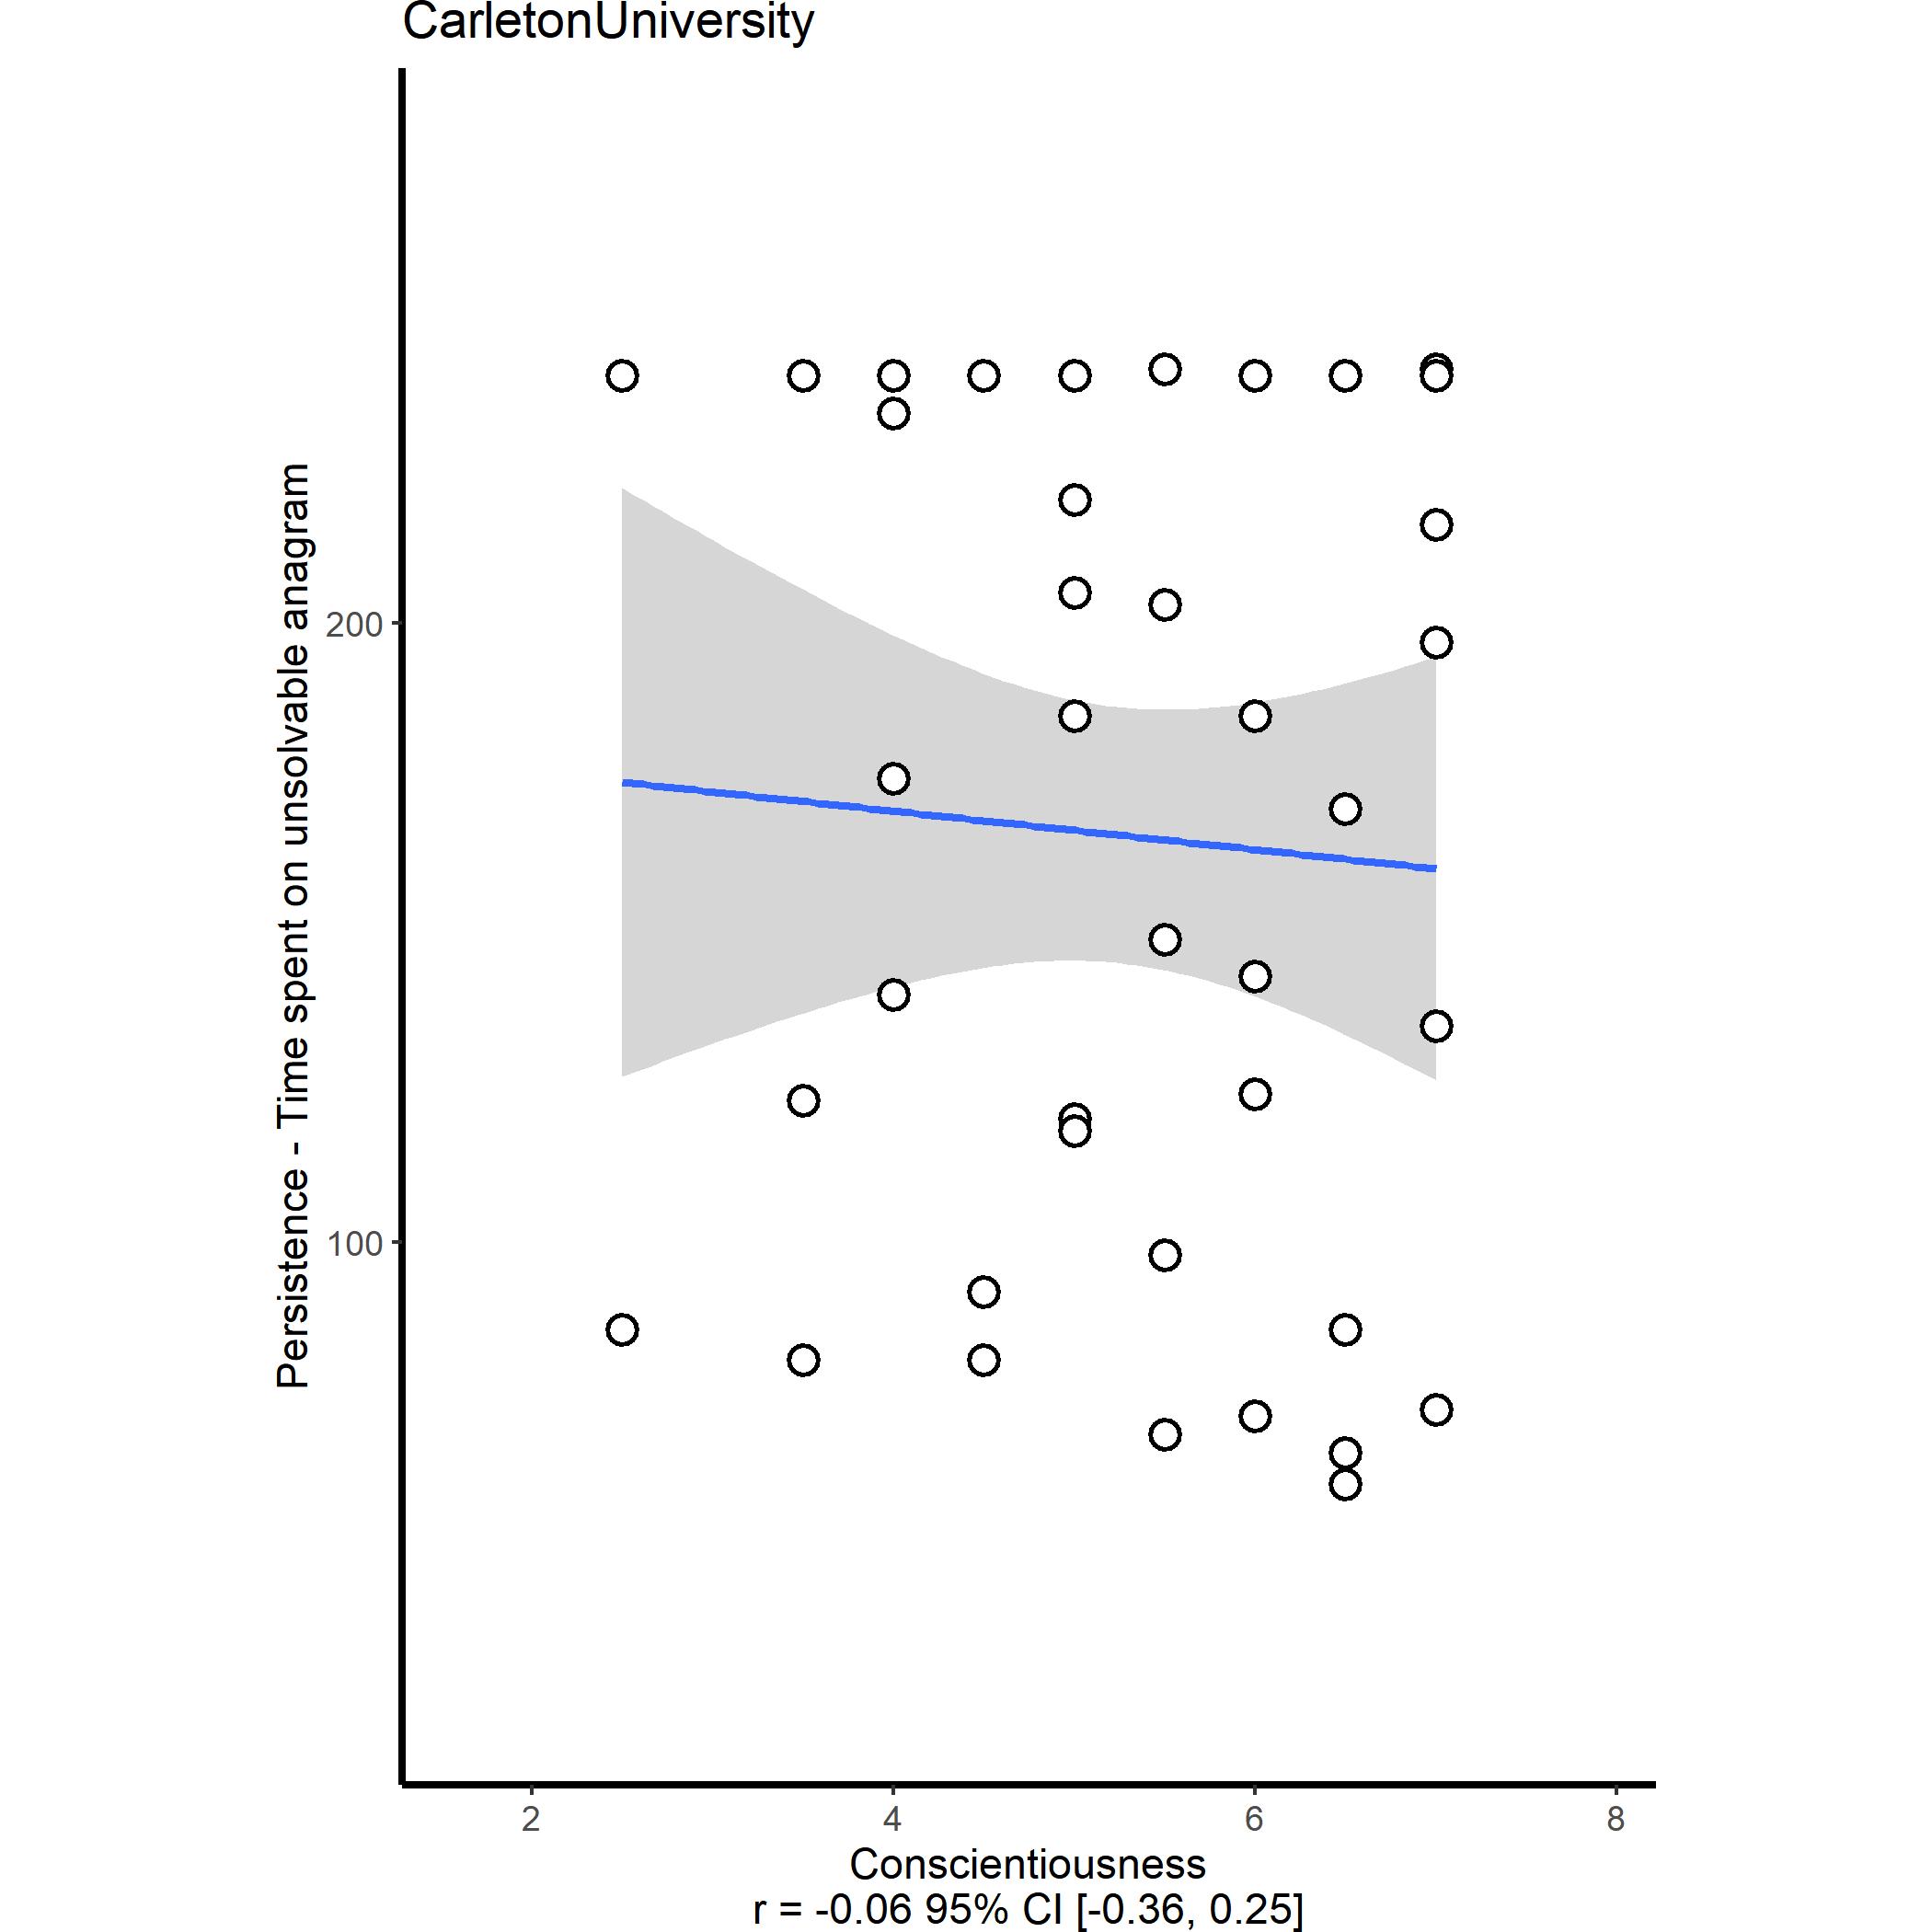 CarletonUniversity
Persistence - Time spent on unsolvable anagram
200
100
2 4 6 8
Conscientiousness
r = -0.06 95% CI [-0.36, 0.25]